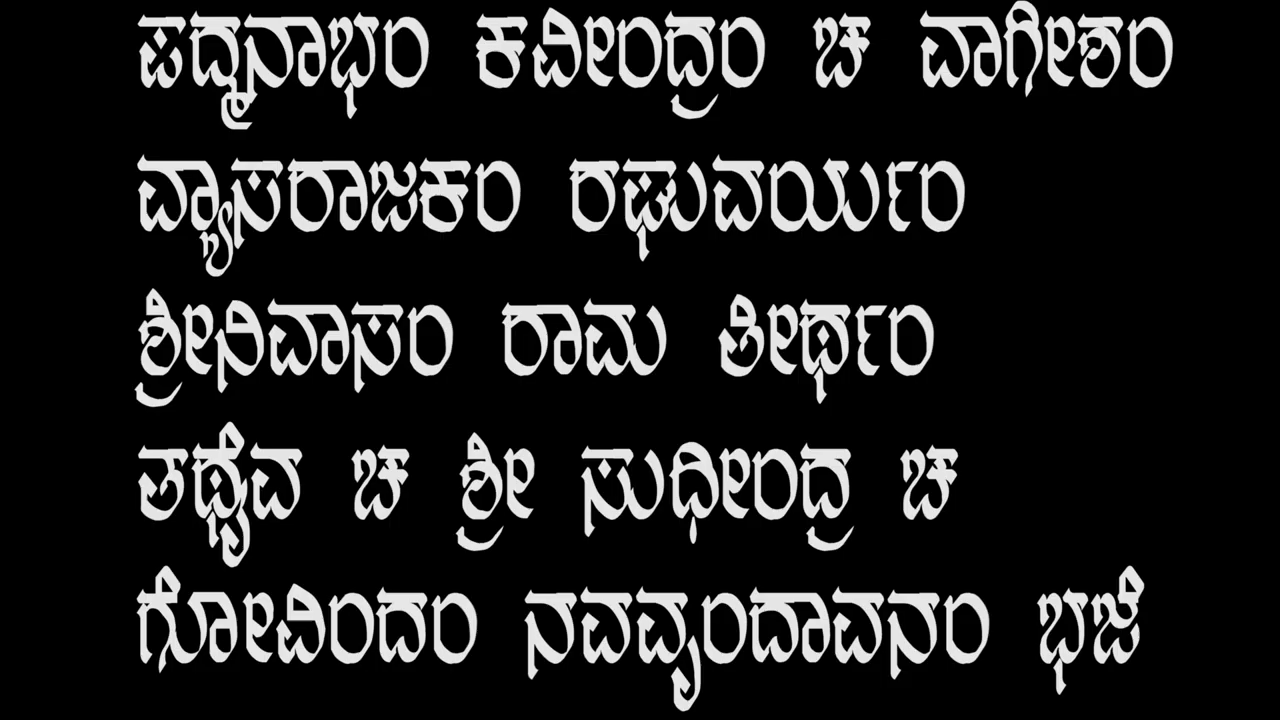 ಪದ್ಮನಾಭಂ ಕವೀಂದ್ರಂ ಚ ವಾಗೀಶಂ
ವ್ಯಾಸರಾಜಕಂ ರಘುವರ್ಯಂ
ಶ್ರೀನಿವಾಸಂ ರಾಮ ತೀರ್ಥಂ
ತಥೈವ ಚ ಶ್ರೀ ಸುಧೀಂದ್ರ ಚ
ಗೋವಿಂದಂ ನವವೃಂದಾವನಂ ಭಜೆ